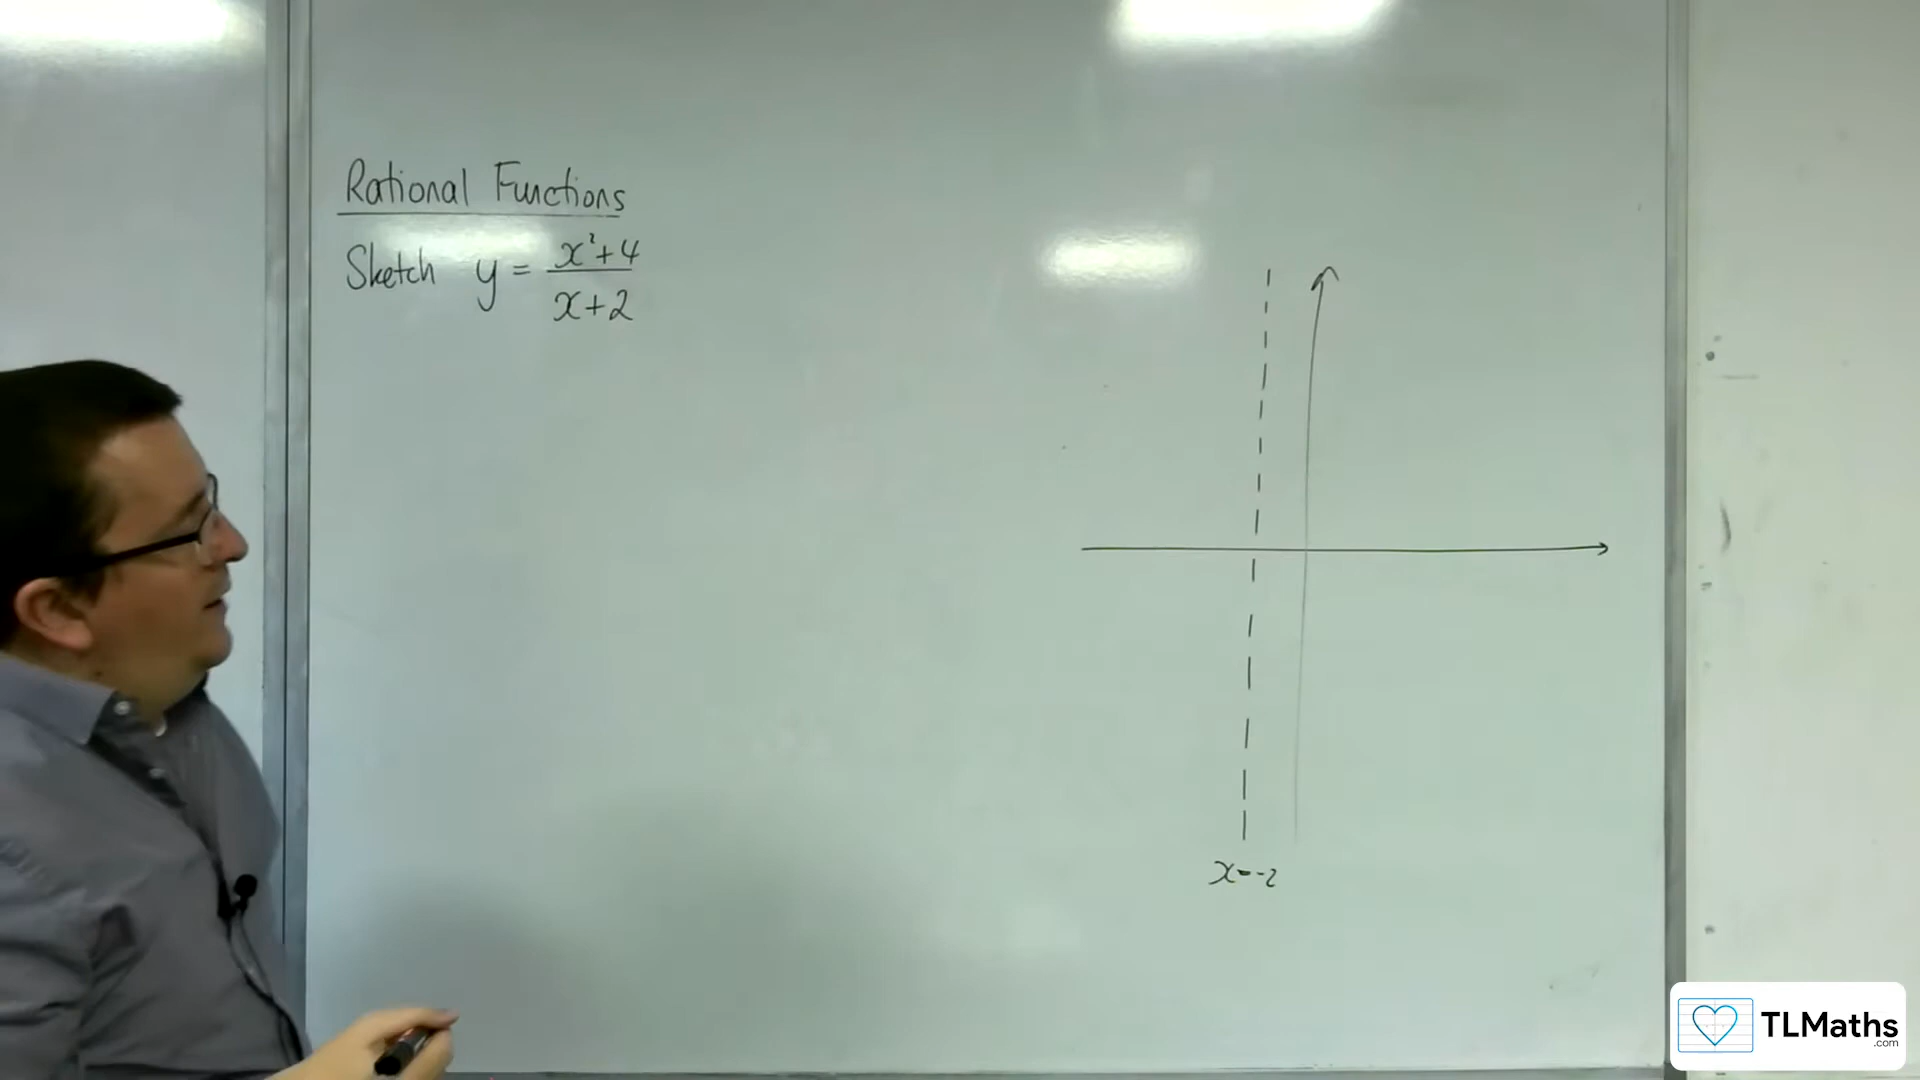 Rational Functions
Sketch y = x²+4
x+2
x=-2
TLMaths
.com